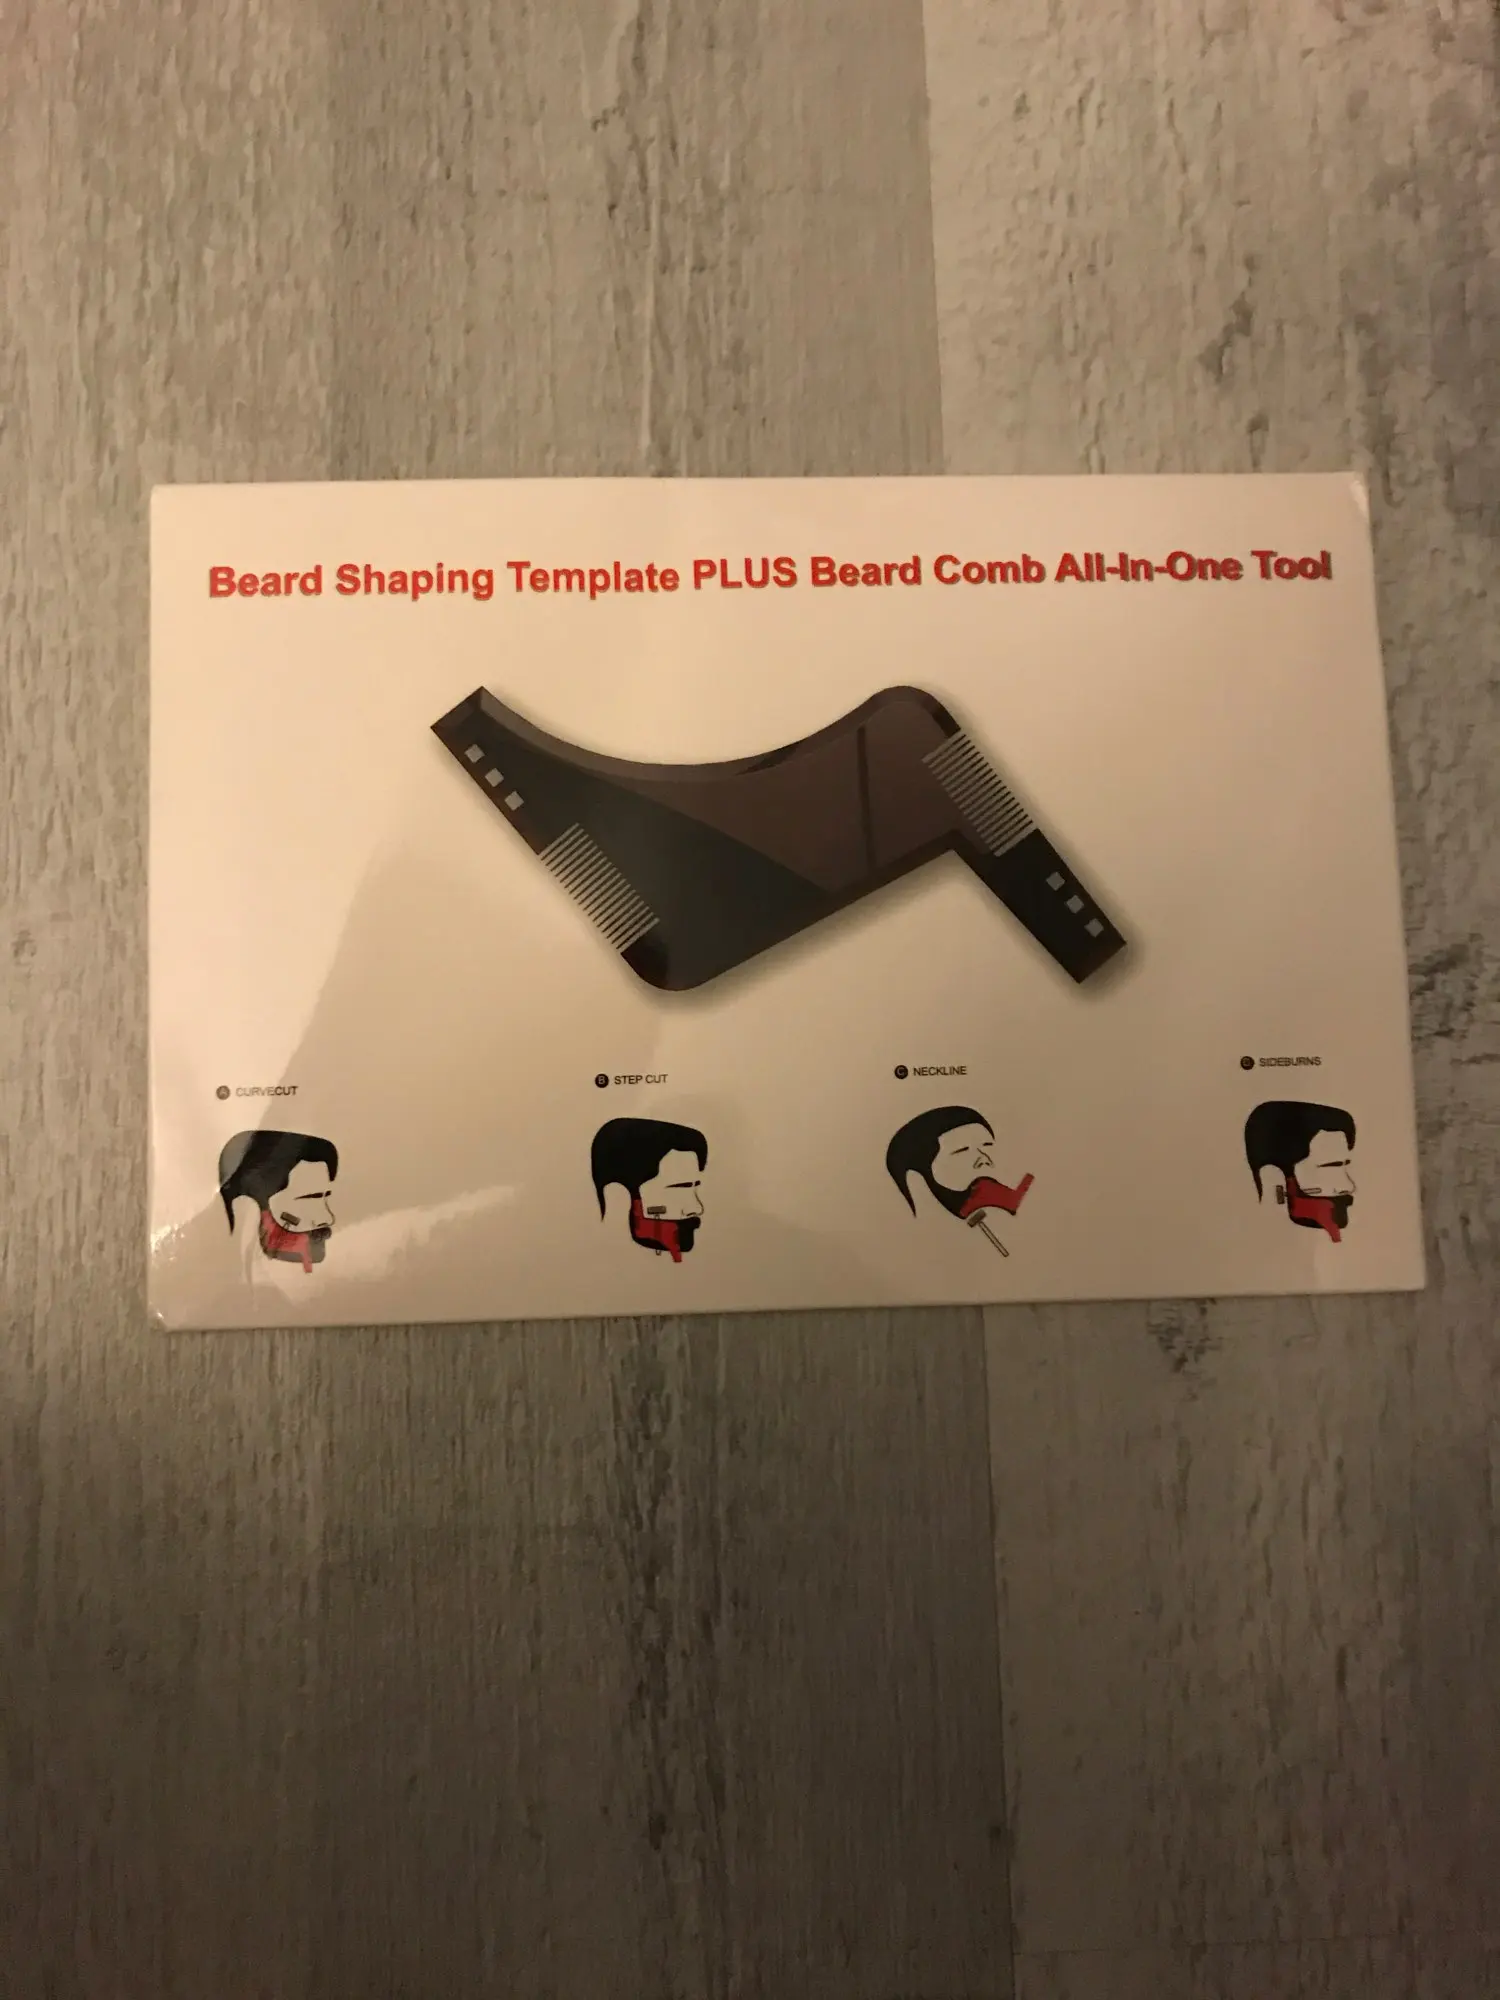 Beard Shaping Template PLUS Beard Comb All-In-One Tool
A CURVECUT
B STEP CUT
C NECKLINE
D SIDEBURNS